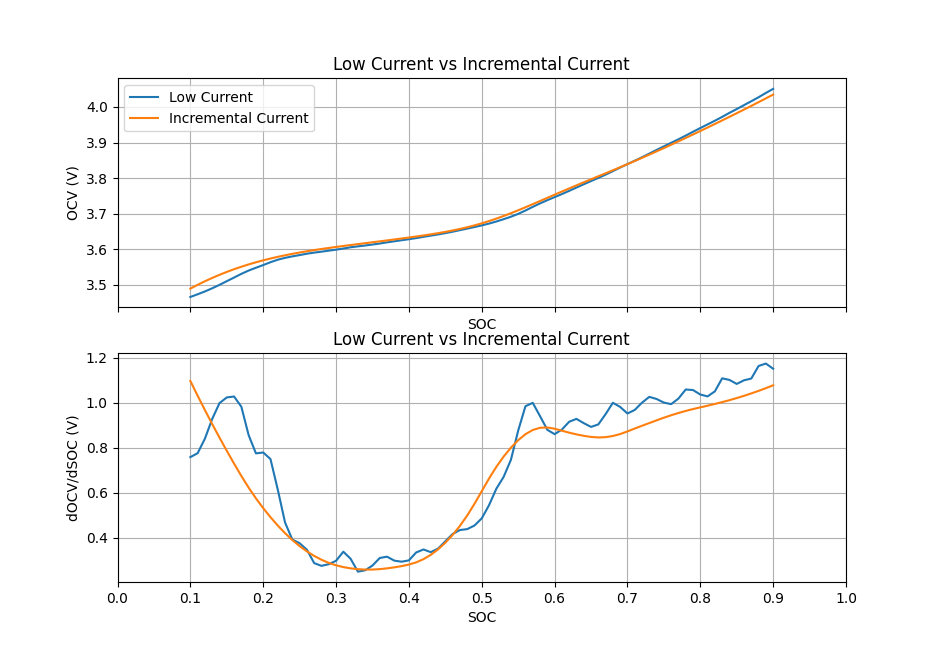 Low Current vs Incremental Current
Low Current
Incremental Current
OCV (V)
4.0
3.9
3.8
3.7
3.6
3.5
SOC
Low Current vs Incremental Current
dOCV/dSOC (V)
1.2
1.0
0.8
0.6
0.4
0.0 0.1 0.2 0.3 0.4 0.5 0.6 0.7 0.8 0.9 1.0
SOC